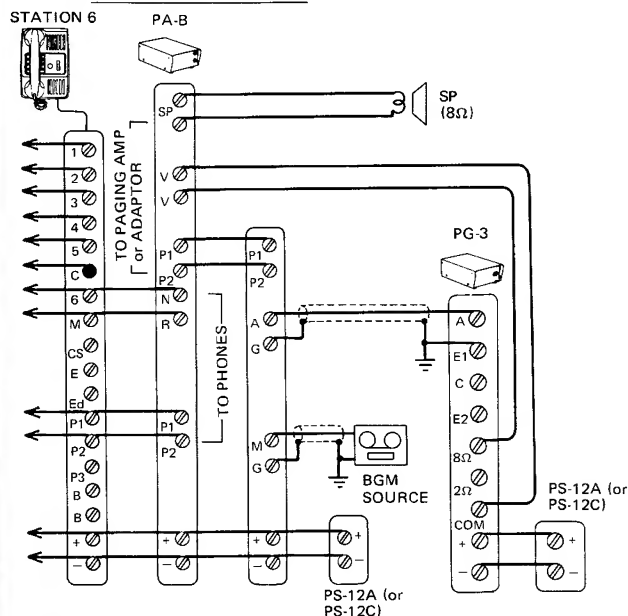 STATION 6
PA-B
SP
SP
(8Ω)
TO PAGING AMP
or ADAPTOR
1
2
3
4
5
C
6
M
CS
E
Ed
P1
P2
P3
B
B
+
−
V
V
P1
P2
N
R
TO PHONES
P1
P2
+
−
P1
P2
A
G
M
G
+
−
BGM
SOURCE
+
−
PS-12A (or
PS-12C)
PG-3
A
E1
C
E2
8Ω
2Ω
COM
+
−
PS-12A (or
PS-12C)
+
−